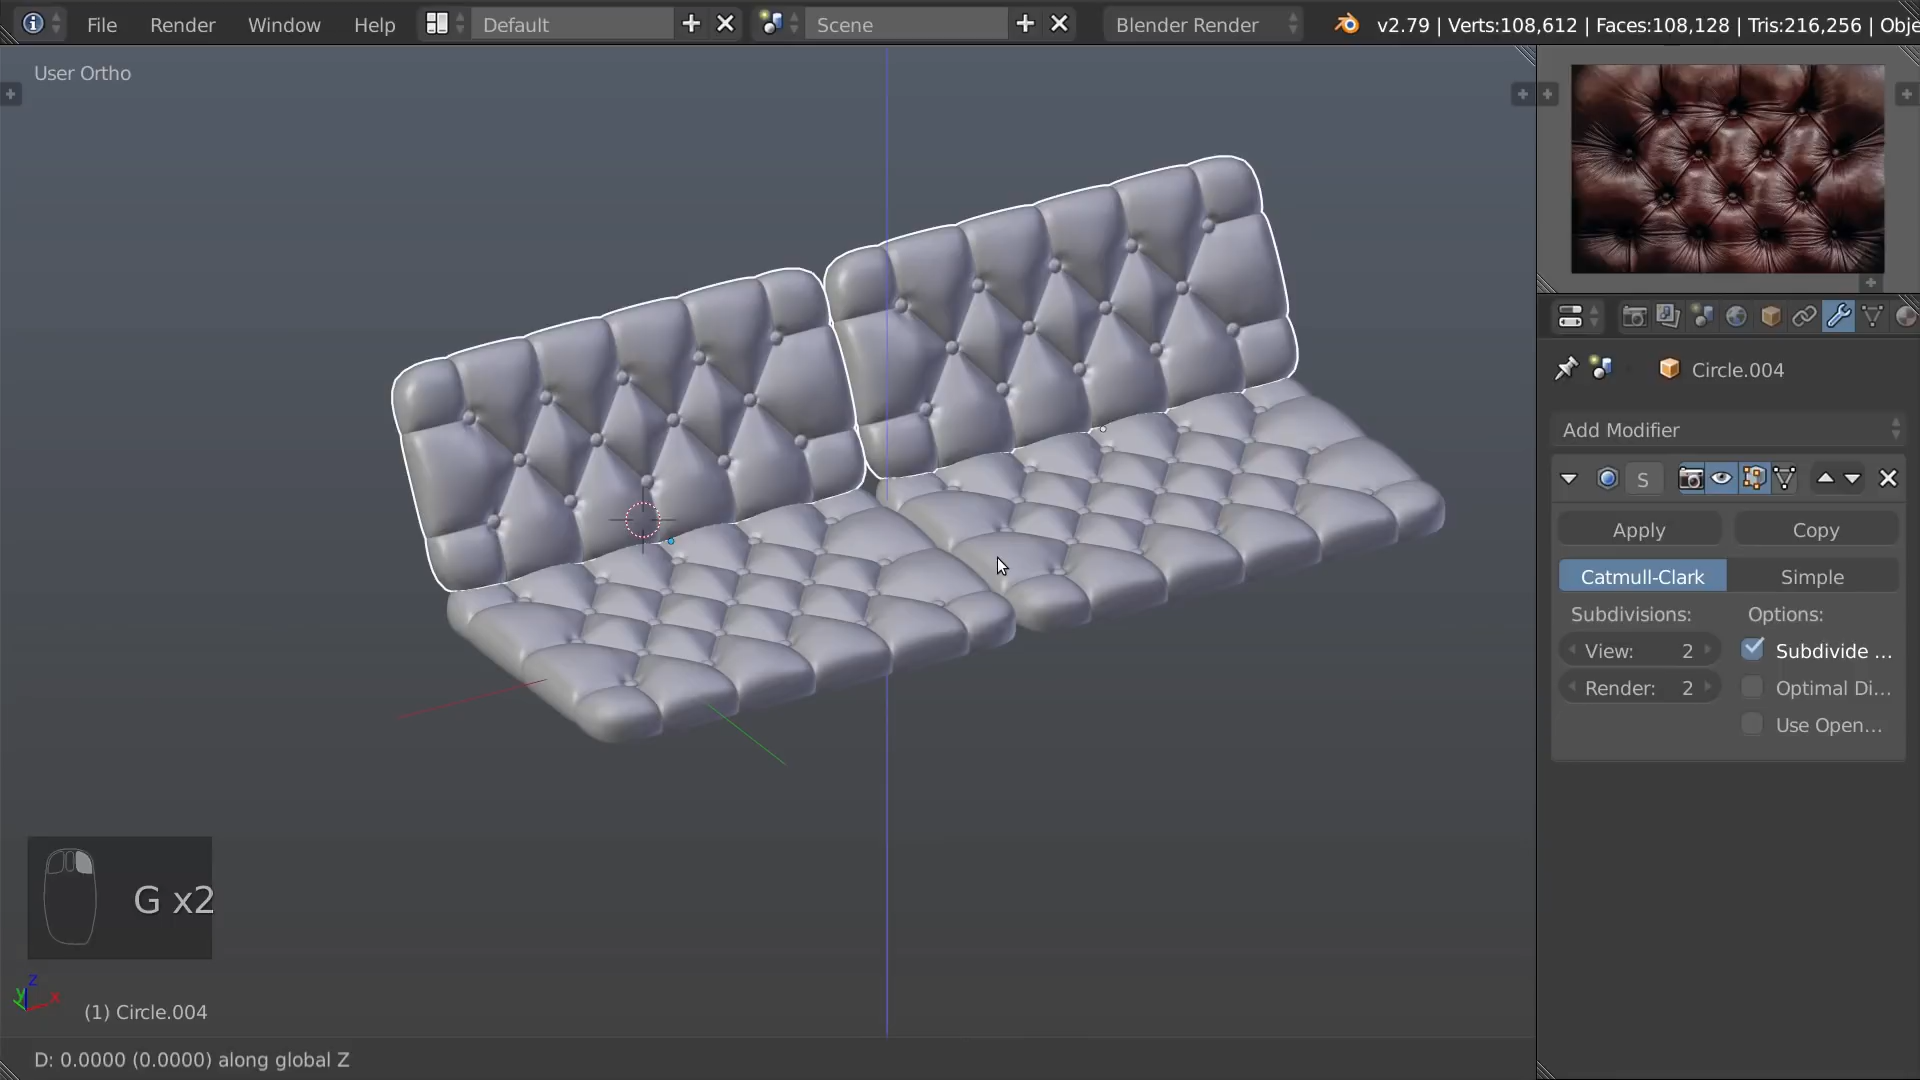 File Render Window Help Default Scene Blender Render v2.79 | Verts:108,612 | Faces:108,128 | Tris:216,256 | Obje
User Ortho
Circle.004
Add Modifier
S
Apply Copy
Catmull-Clark Simple
Subdivisions: Options:
View: 2 Subdivide ...
Render: 2 Optimal Di...
Use Open...
G x2
z
y x
(1) Circle.004
D: 0.0000 (0.0000) along global Z